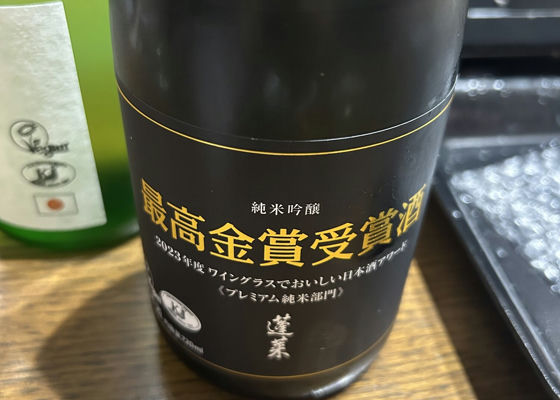 Vegan
純米吟醸
最高金賞受賞酒
2023年度 ワイングラスでおいしい日本酒アワード
《プレミアム純米部門》
蓬莱
720ml